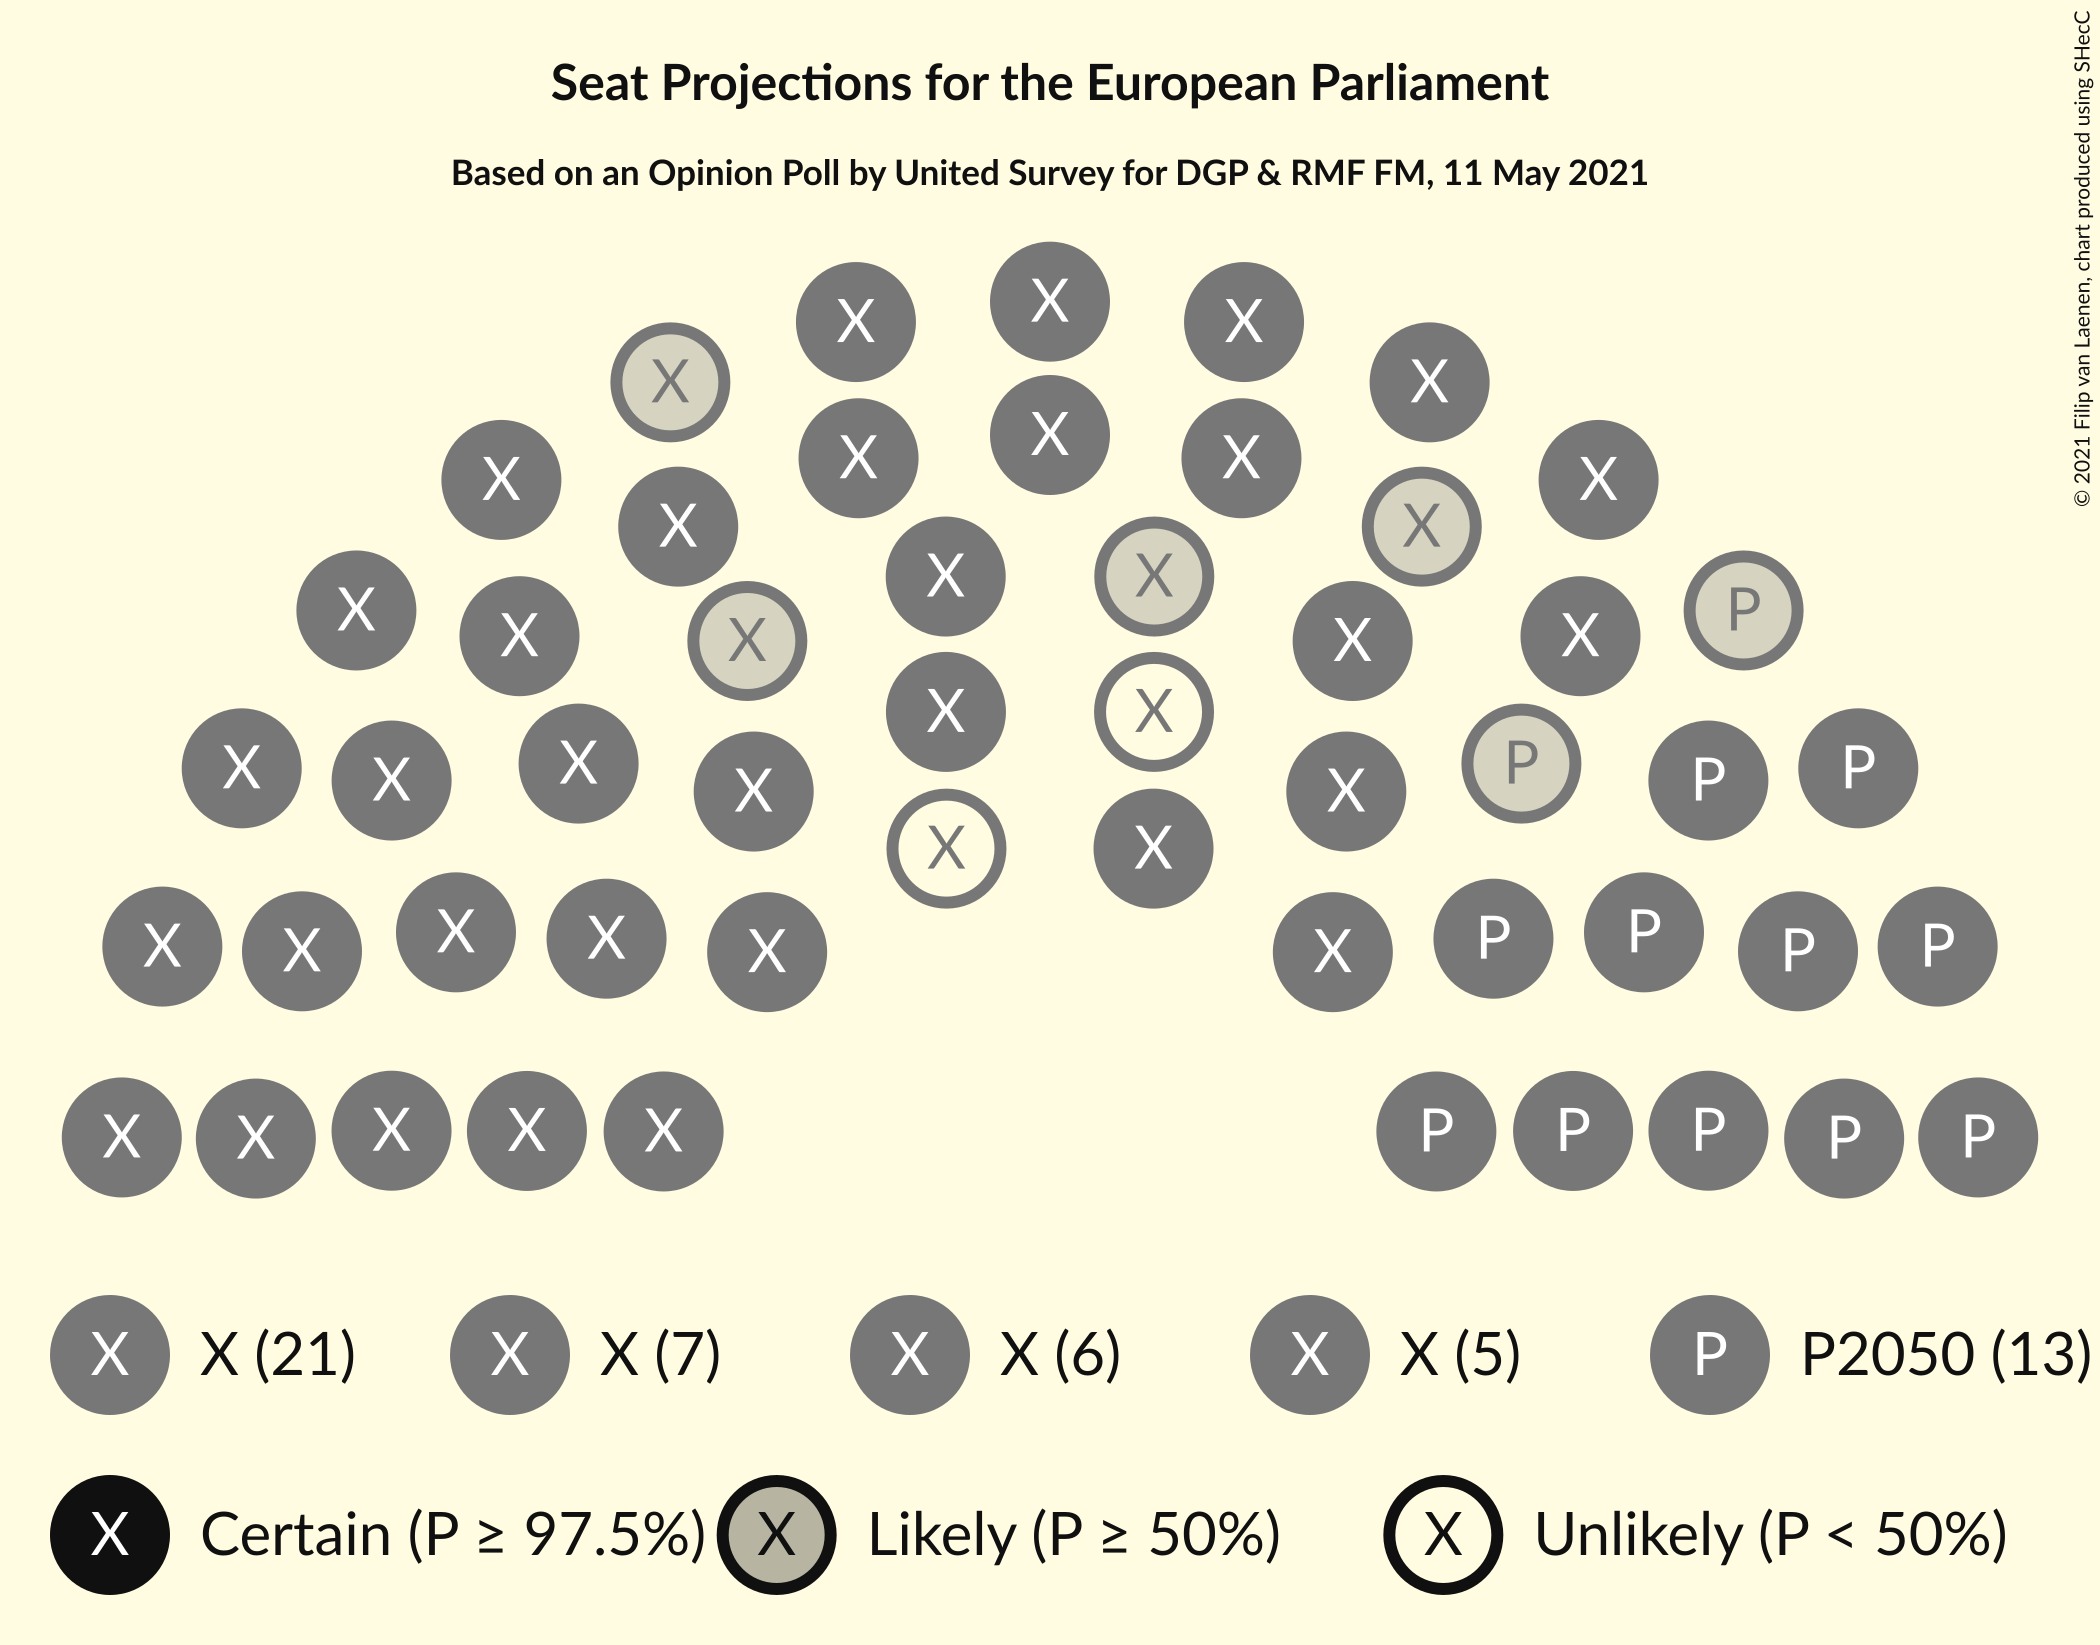 Seat Projections for the European Parliament
Based on an Opinion Poll by United Survey for DGP & RMF FM, 11 May 2021
© 2021 Filip van Laenen, chart produced using SHecC
X
X X
X X
X
X X
X X
X X
X X
X X
X P
X X
X X
X P
X X
X X P P
X X
X X
X X X X X X P P P P
X X X X X P P P P P
X X (21) X X (7) X X (6) X X (5) P P2050 (13)
X Certain (P ≥ 97.5%) X Likely (P ≥ 50%) X Unlikely (P < 50%)